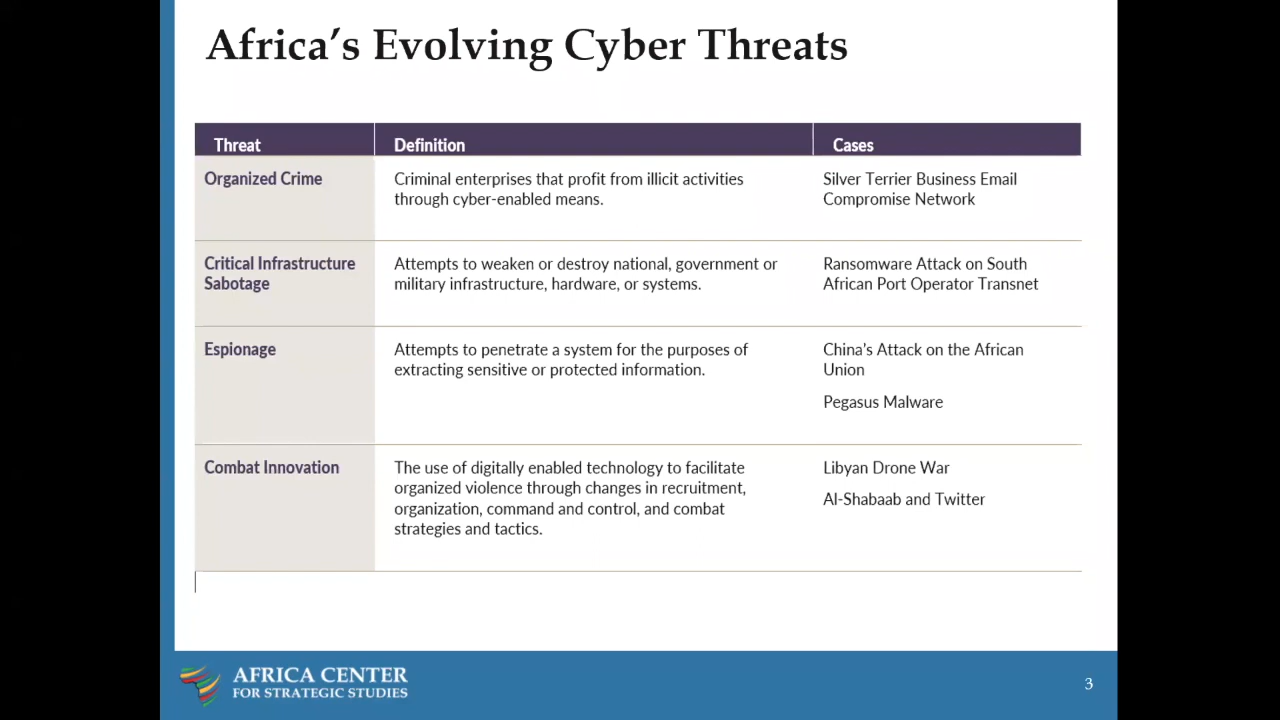 Africa's Evolving Cyber Threats
Threat
Definition
Cases
Organized Crime
Criminal enterprises that profit from illicit activities
through cyber-enabled means.
Silver Terrier Business Email
Compromise Network
Critical Infrastructure
Sabotage
Attempts to weaken or destroy national, government or
military infrastructure, hardware, or systems.
Ransomware Attack on South
African Port Operator Transnet
Espionage
Attempts to penetrate a system for the purposes of
extracting sensitive or protected information.
China's Attack on the African
Union
Pegasus Malware
Combat Innovation
The use of digitally enabled technology to facilitate
organized violence through changes in recruitment,
organization, command and control, and combat
strategies and tactics.
Libyan Drone War
Al-Shabaab and Twitter
AFRICA CENTER
FOR STRATEGIC STUDIES
3